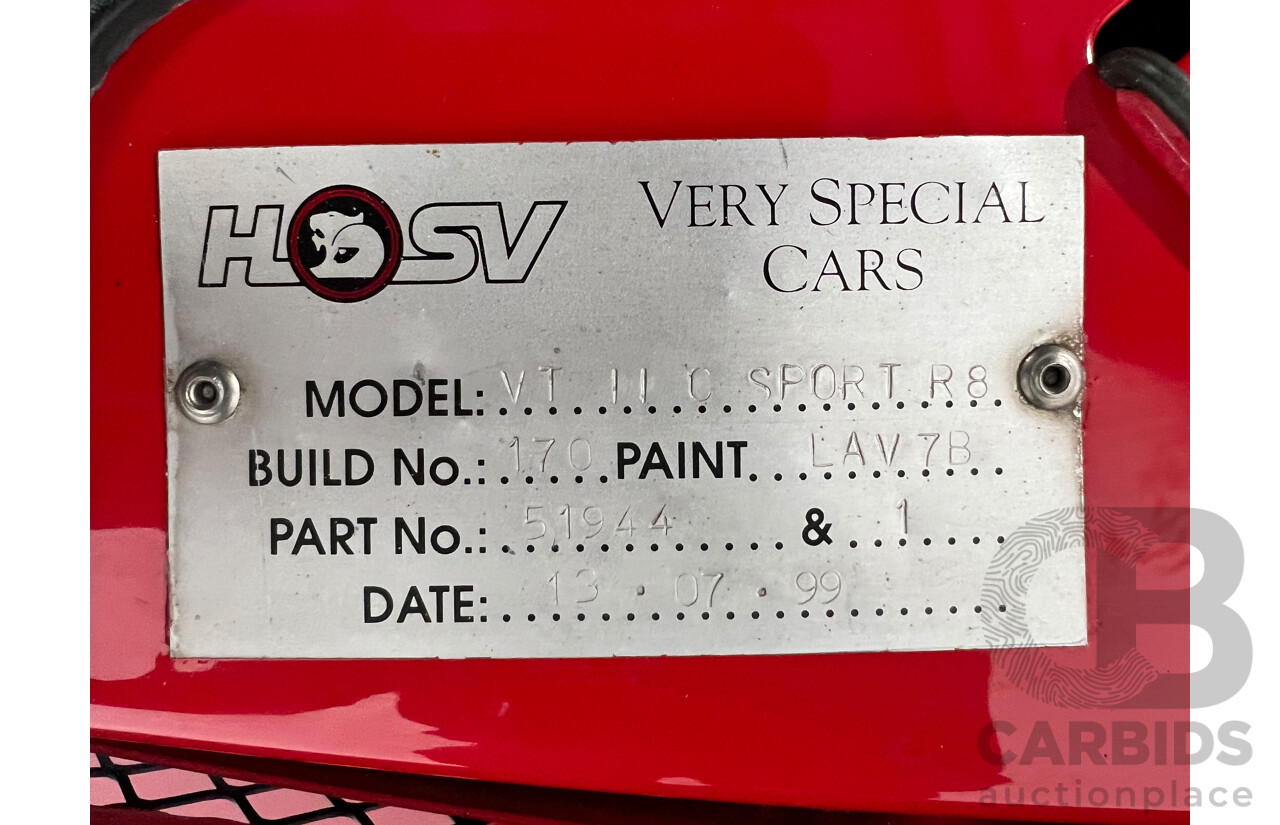 HSV VERY SPECIAL
CARS
MODEL: VT II C SPORT R8
BUILD No.: 170 PAINT LAV7B
PART No.: 51944 & 1
DATE: 13 · 07 · 99
CB
CARBIDS
auctionplace